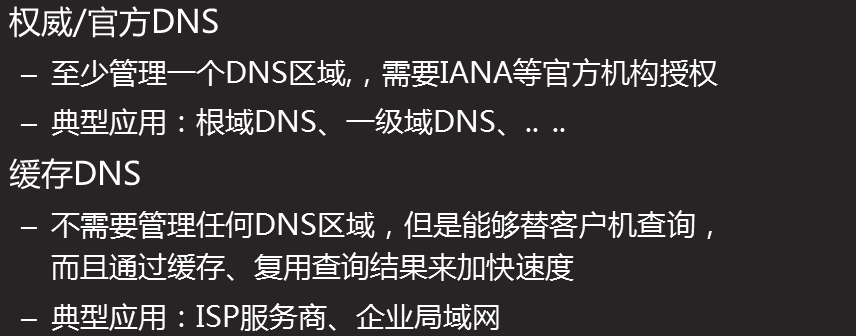 权威/官方DNS
– 至少管理一个DNS区域,，需要IANA等官方机构授权
– 典型应用：根域DNS、一级域DNS、.. ..
缓存DNS
– 不需要管理任何DNS区域，但是能够替客户机查询，
而且通过缓存、复用查询结果来加快速度
– 典型应用：ISP服务商、企业局域网